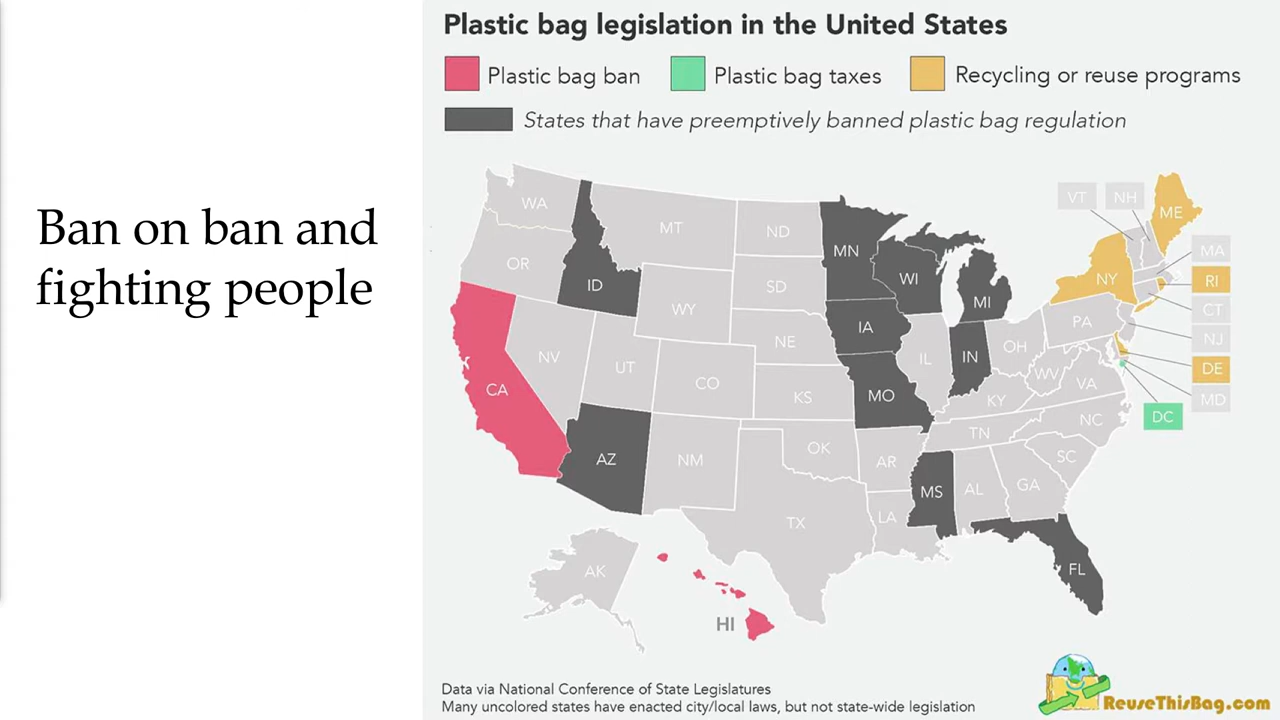 Ban on ban and
fighting people
Plastic bag legislation in the United States
Plastic bag ban
Plastic bag taxes
Recycling or reuse programs
States that have preemptively banned plastic bag regulation
WA
MT
ND
MN
VT
NH
ME
OR
ID
SD
WI
MI
NY
MA
RI
WY
IA
PA
CT
NJ
NV
UT
CO
NE
IL
IN
OH
WV
VA
DE
MD
CA
KS
MO
KY
NC
DC
AZ
NM
OK
AR
TN
SC
MS
AL
GA
TX
LA
AK
FL
HI
Data via National Conference of State Legislatures
Many uncolored states have enacted city/local laws, but not state-wide legislation
ReuseThisBag.com